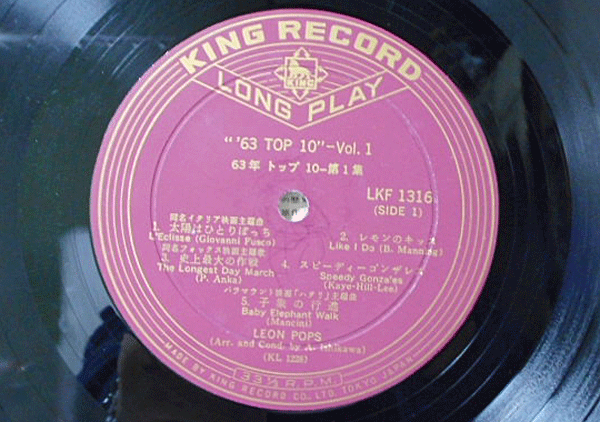 KING RECORD
KING
LONG PLAY
"'63 TOP 10"-Vol. 1
63年 トップ 10-第1集
LKF 1316
(SIDE 1)
同名イタリア映画主題曲
1. 太陽はひとりぼっち
L'Eclisse (Giovanni Fusco)
2. レモンのキッス
Like I Do (B. Manning)
同名フォックス映画主題歌
3. 史上最大の作戦
The Longest Day March
(P. Anka)
4. スピーディーゴンザレス
Speedy Gonzales
(Kaye-Hill-Lee)
パラマウント映画「ハタリ」主題曲
5. 子象の行進
Baby Elephant Walk
(Mancini)
LEON POPS
(Arr. and Cond. by A. Ishikawa)
(KL 1226)
33⅓ R.P.M.
MADE BY KING RECORD CO. LTD. TOKYO JAPAN